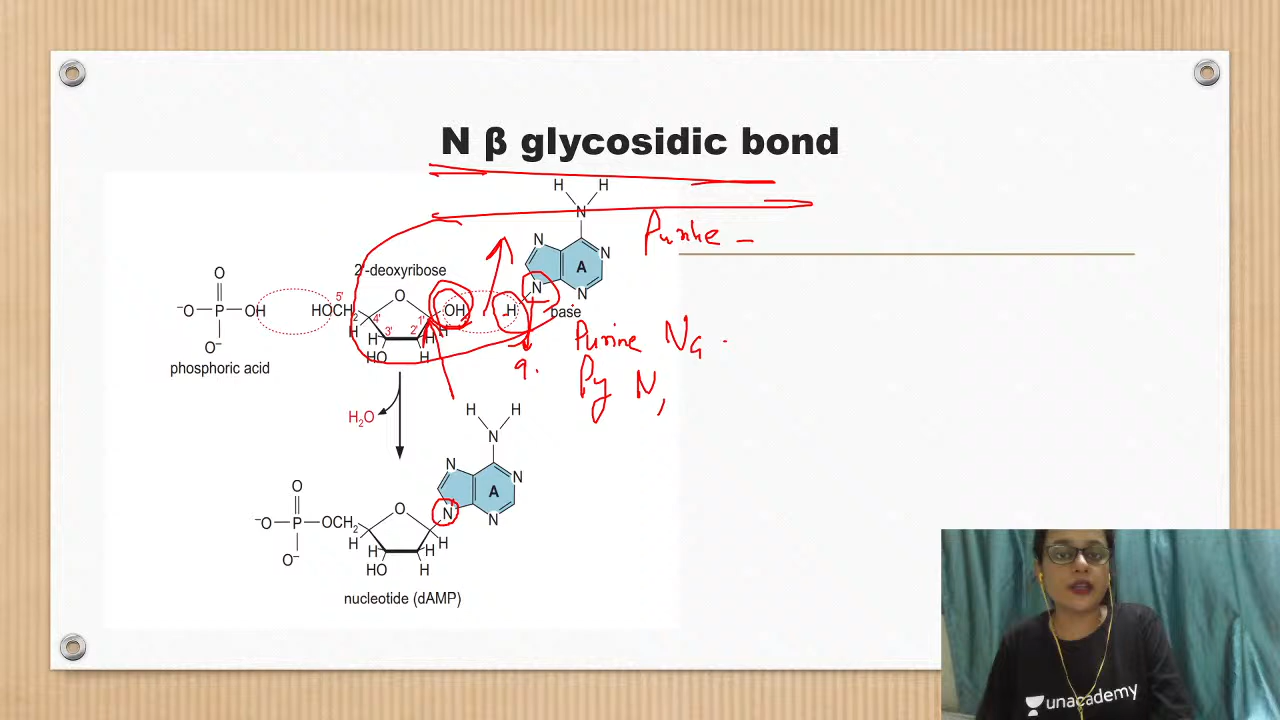 N β glycosidic bond
H H
N
Purine –
N N
A
N N
2'-deoxyribose
O
⁻O P OH
O⁻
phosphoric acid
5'
HOCH₂ O OH H
4' 1'
H H 3' 2' H
HO H
base
9.
Purine N9.
Py N1
H₂O
H H
N
N N
A
N N
O
⁻O P OCH₂ O
O⁻
H H H H
HO H
nucleotide (dAMP)
unacademy